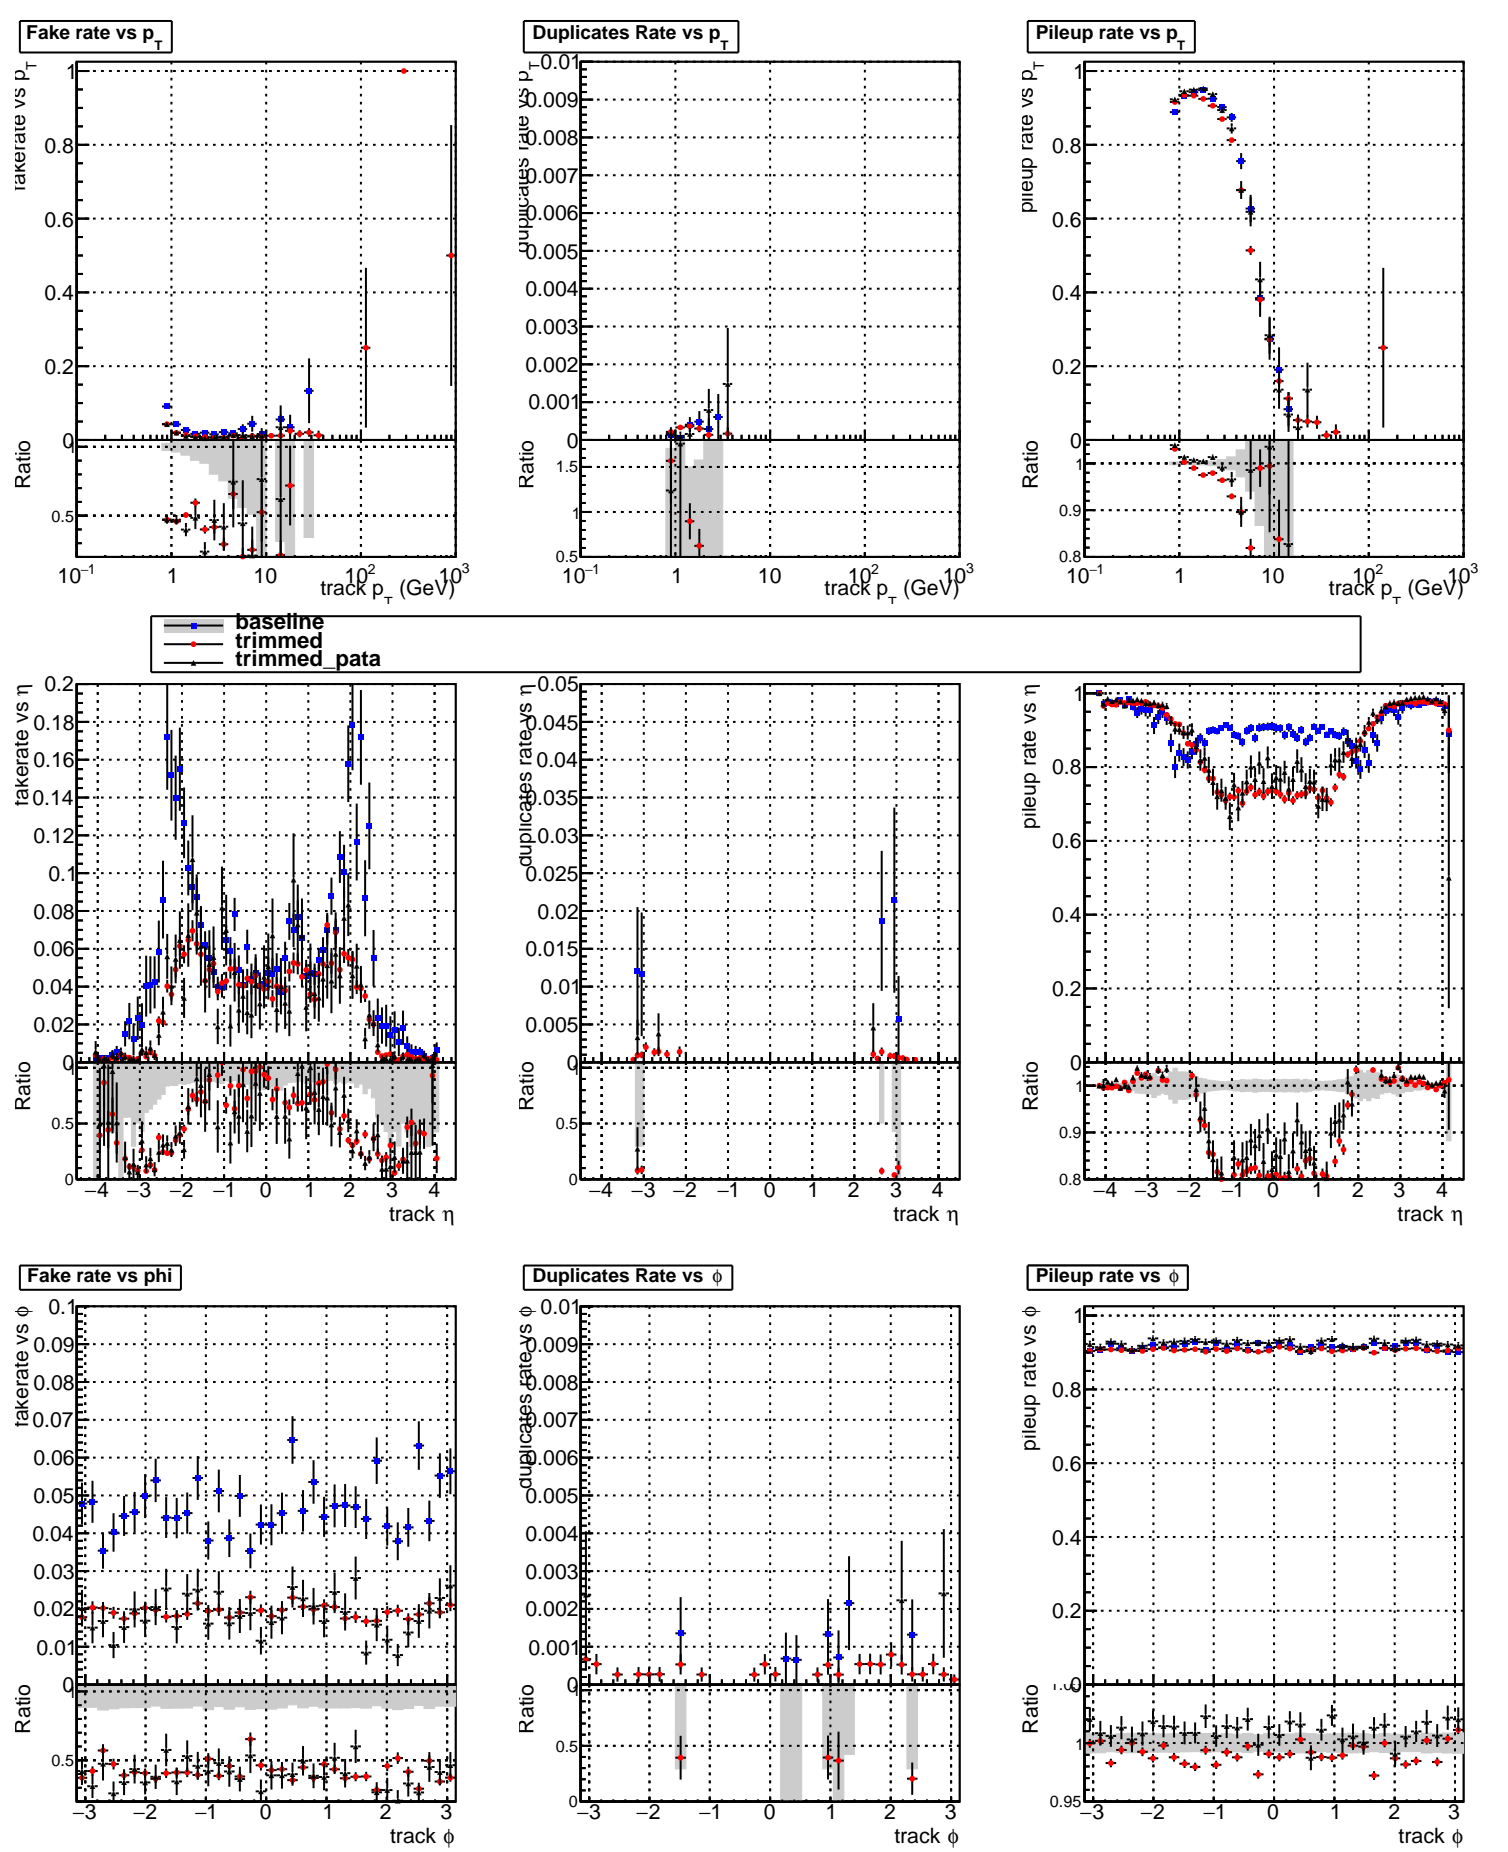 Fake rate vs pT
Duplicates Rate vs pT
Pileup rate vs pT
fakerate vs pT
1
0.8
0.6
0.4
0.2
0
Ratio
1
0.5
10−1 1 10 102 103
track pT (GeV)
duplicates rate vs pT
0.01
0.009
0.008
0.007
0.006
0.005
0.004
0.003
0.002
0.001
0
Ratio
1.5
1
0.5
10−1 1 10 102 103
track pT (GeV)
pileup rate vs pT
1
0.8
0.6
0.4
0.2
0
Ratio
1
0.9
0.8
10−1 1 10 102 103
track pT (GeV)
baseline
trimmed
trimmed_pata
fakerate vs η
0.2
0.18
0.16
0.14
0.12
0.1
0.08
0.06
0.04
0.02
0
Ratio
0.5
0
−4 −3 −2 −1 0 1 2 3 4
track η
duplicates rate vs η
0.05
0.045
0.04
0.035
0.03
0.025
0.02
0.015
0.01
0.005
0
Ratio
1
0.5
0
−4 −3 −2 −1 0 1 2 3 4
track η
pileup rate vs η
1
0.8
0.6
0.4
0.2
0
Ratio
1
0.9
0.8
−4 −3 −2 −1 0 1 2 3 4
track η
Fake rate vs phi
Duplicates Rate vs ϕ
Pileup rate vs ϕ
fakerate vs ϕ
0.1
0.09
0.08
0.07
0.06
0.05
0.04
0.03
0.02
0.01
0
Ratio
1
0.5
−3 −2 −1 0 1 2 3
track ϕ
duplicates rate vs ϕ
0.01
0.009
0.008
0.007
0.006
0.005
0.004
0.003
0.002
0.001
0
Ratio
1
0.5
0
−3 −2 −1 0 1 2 3
track ϕ
pileup rate vs ϕ
1
0.8
0.6
0.4
0.2
0
Ratio
1
0.95
−3 −2 −1 0 1 2 3
track ϕ